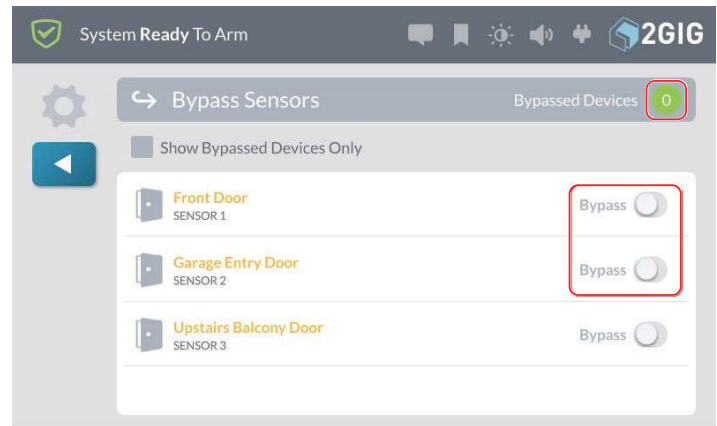 System Ready To Arm
2GIG
Bypass Sensors
Bypassed Devices 0
Show Bypassed Devices Only
Front Door
SENSOR 1
Bypass
Garage Entry Door
SENSOR 2
Bypass
Upstairs Balcony Door
SENSOR 3
Bypass